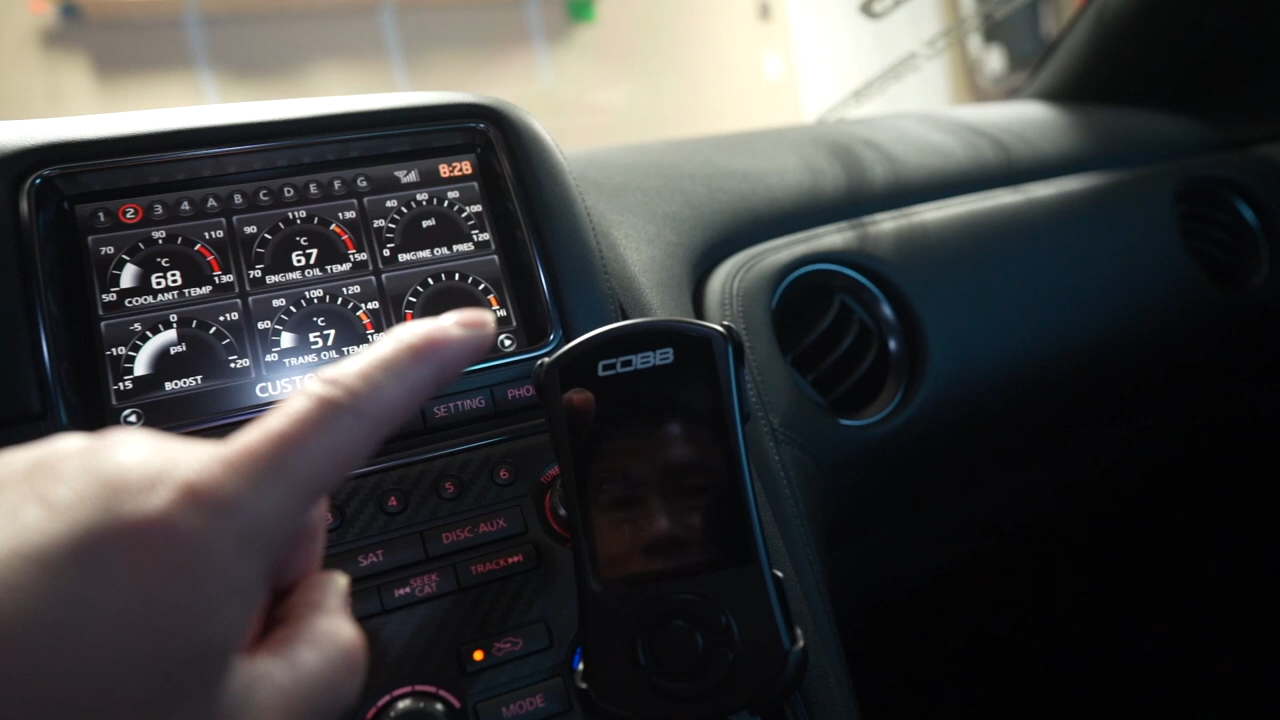 8:28
1 2 3 4 A B C D E F G
70 90 110 130 50
°C
68
COOLANT TEMP
90 110 130 150 70
°C
67
ENGINE OIL TEMP
0 20 40 60 80 120
psi
ENGINE OIL PRES
-15 -10 -5 0 +10 +20
psi
BOOST
40 60 80 100 120 140 160
°C
57
TRANS OIL TEMP
Hi
SETTING
COBB
3 4 5 6
TUNE
SAT
DISC·AUX
SEEK
CAT
TRACK
MODE